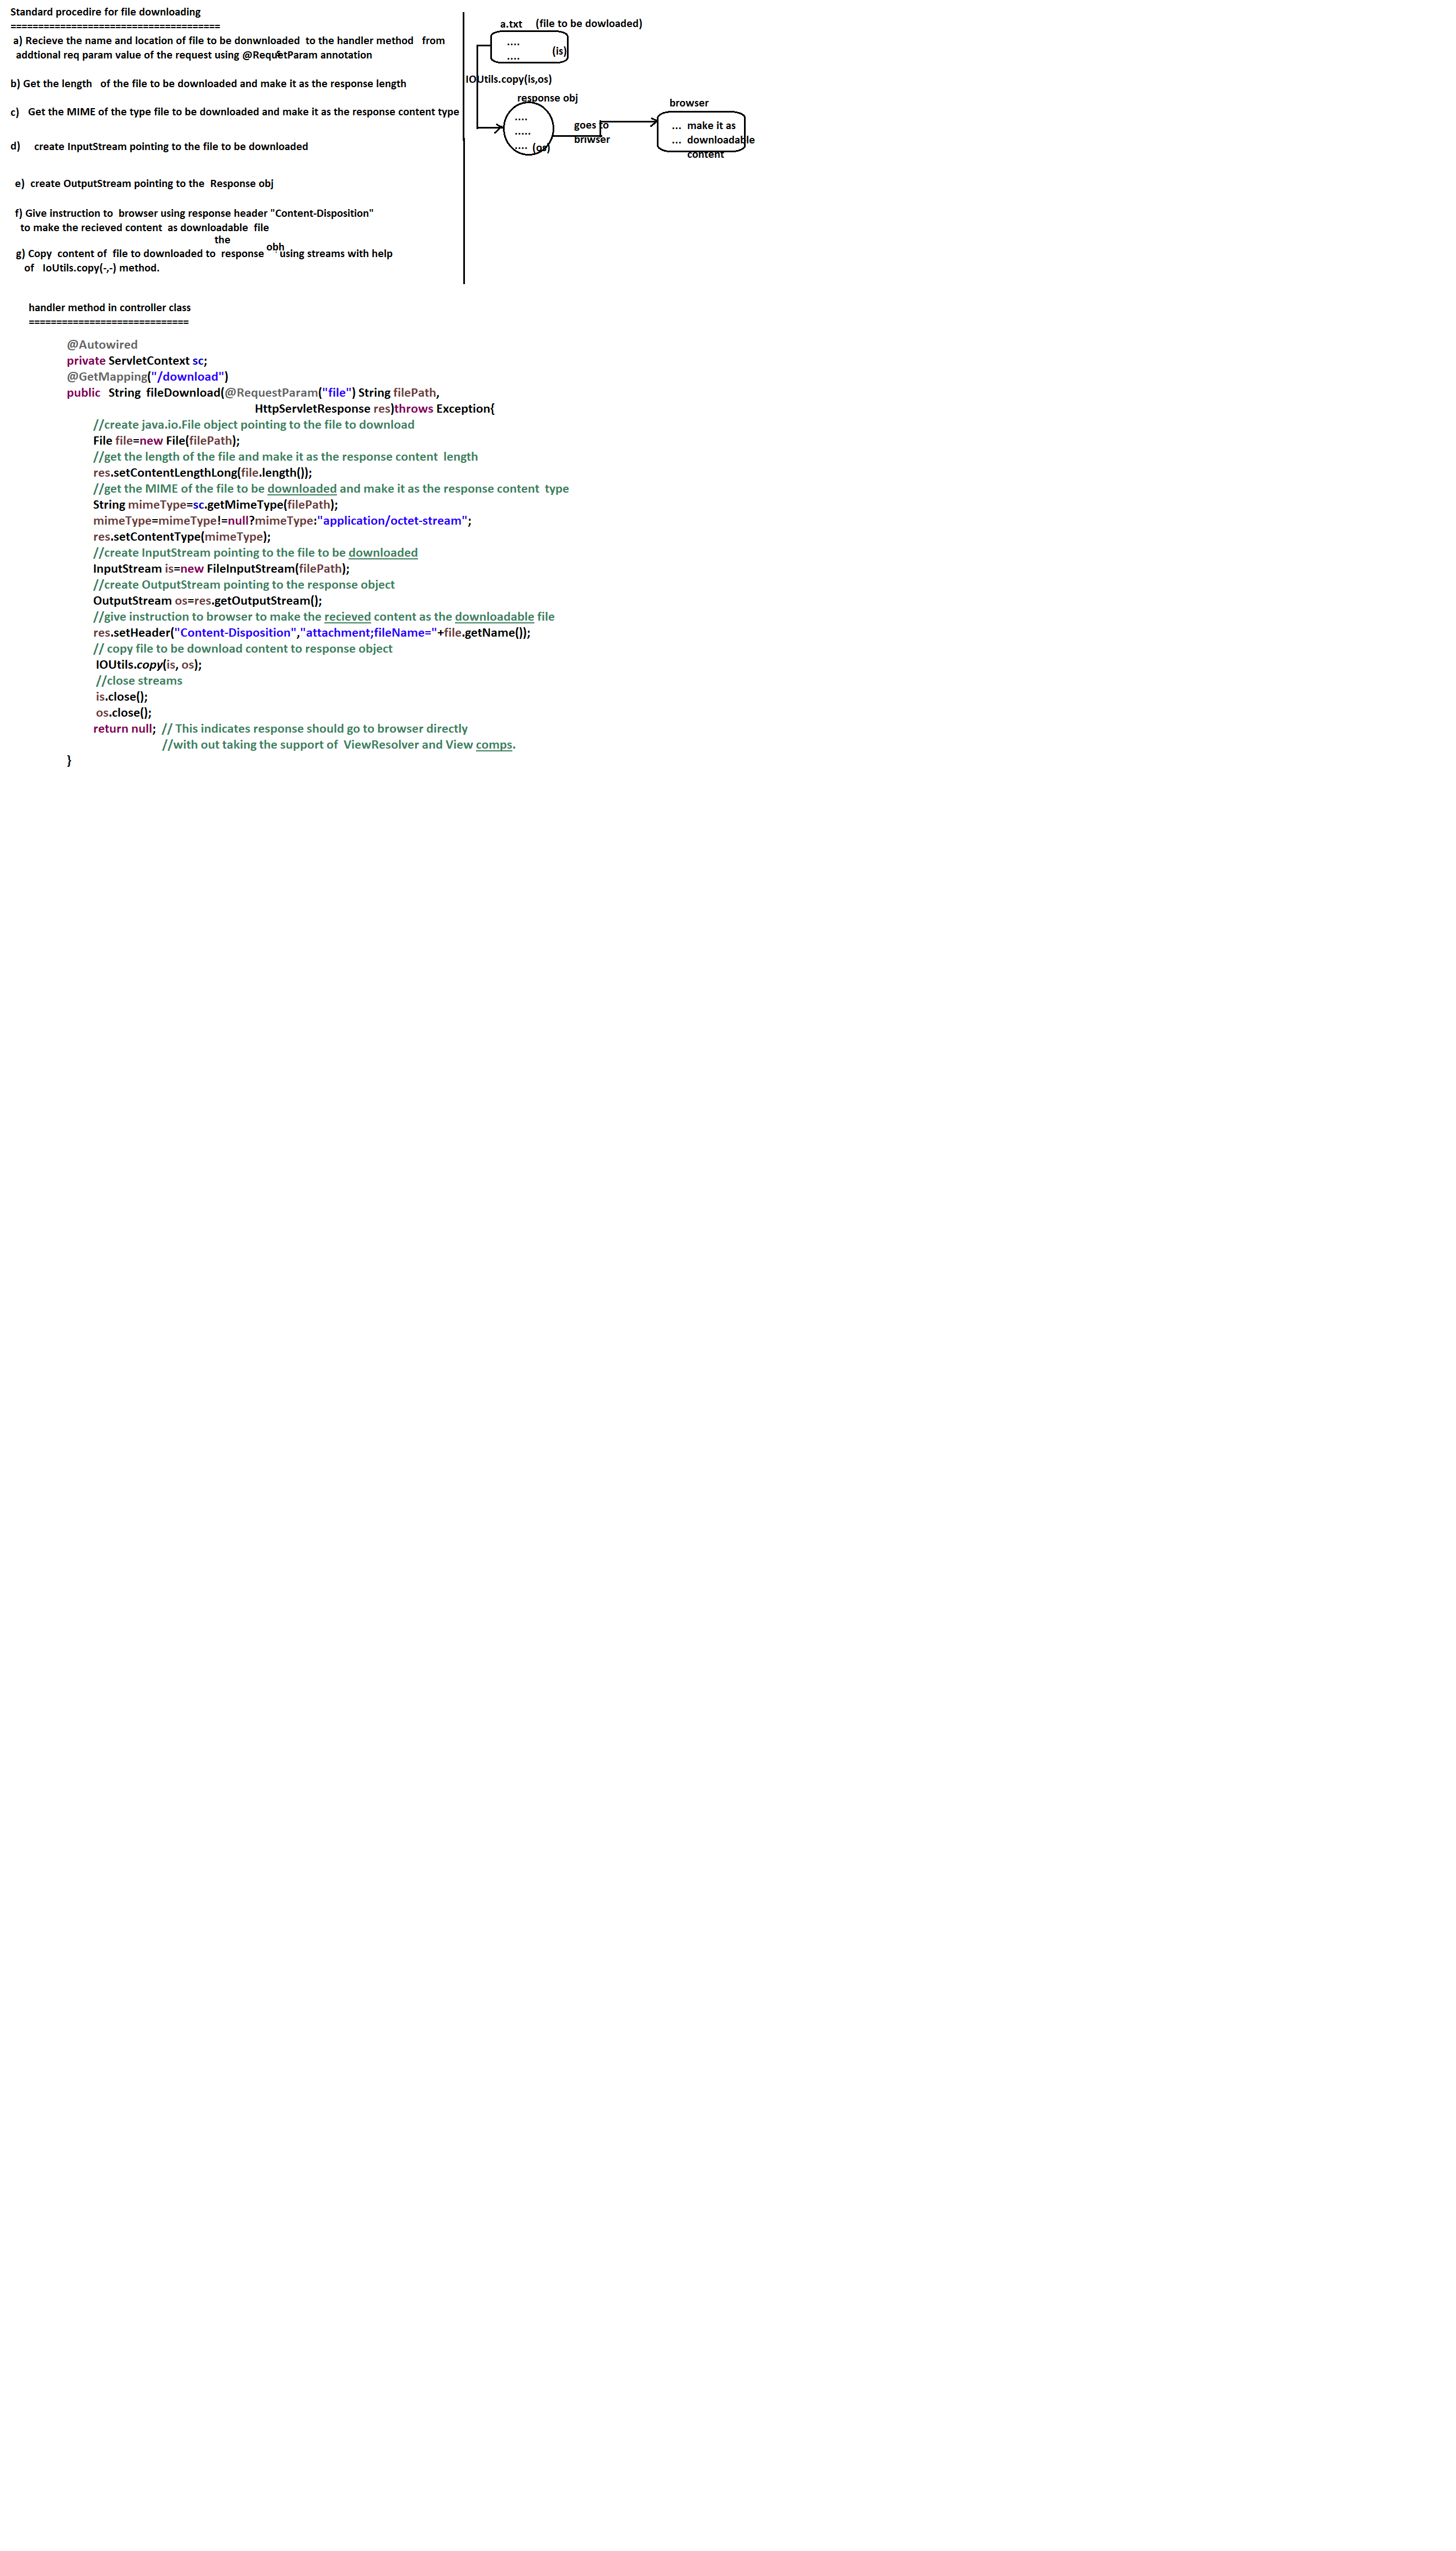 Standard procedire for file downloading
======================================
a) Recieve the name and location of file to be donwnloaded to the handler method from
addtional req param value of the request using @RequetParam annotation
s
b) Get the length of the file to be downloaded and make it as the response length
c) Get the MIME of the type file to be downloaded and make it as the response content type
d) create InputStream pointing to the file to be downloaded
e) create OutputStream pointing to the Response obj
f) Give instruction to browser using response header "Content-Disposition"
to make the recieved content as downloadable file
the
obh
g) Copy content of file to downloaded to response using streams with help
of IoUtils.copy(-,-) method.
a.txt (file to be dowloaded)
....
.... (is)
IOUtils.copy(is,os)
response obj
....
.....
.... (os)
goes to
briwser
browser
... make it as
... downloadable
content
handler method in controller class
=============================
@Autowired
private ServletContext sc;
@GetMapping("/download")
public String fileDownload(@RequestParam("file") String filePath,
HttpServletResponse res)throws Exception{
//create java.io.File object pointing to the file to download
File file=new File(filePath);
//get the length of the file and make it as the response content length
res.setContentLengthLong(file.length());
//get the MIME of the file to be downloaded and make it as the response content type
String mimeType=sc.getMimeType(filePath);
mimeType=mimeType!=null?mimeType:"application/octet-stream";
res.setContentType(mimeType);
//create InputStream pointing to the file to be downloaded
InputStream is=new FileInputStream(filePath);
//create OutputStream pointing to the response object
OutputStream os=res.getOutputStream();
//give instruction to browser to make the recieved content as the downloadable file
res.setHeader("Content-Disposition","attachment;fileName="+file.getName());
// copy file to be download content to response object
IOUtils.copy(is, os);
//close streams
is.close();
os.close();
return null; // This indicates response should go to browser directly
//with out taking the support of ViewResolver and View comps.
}